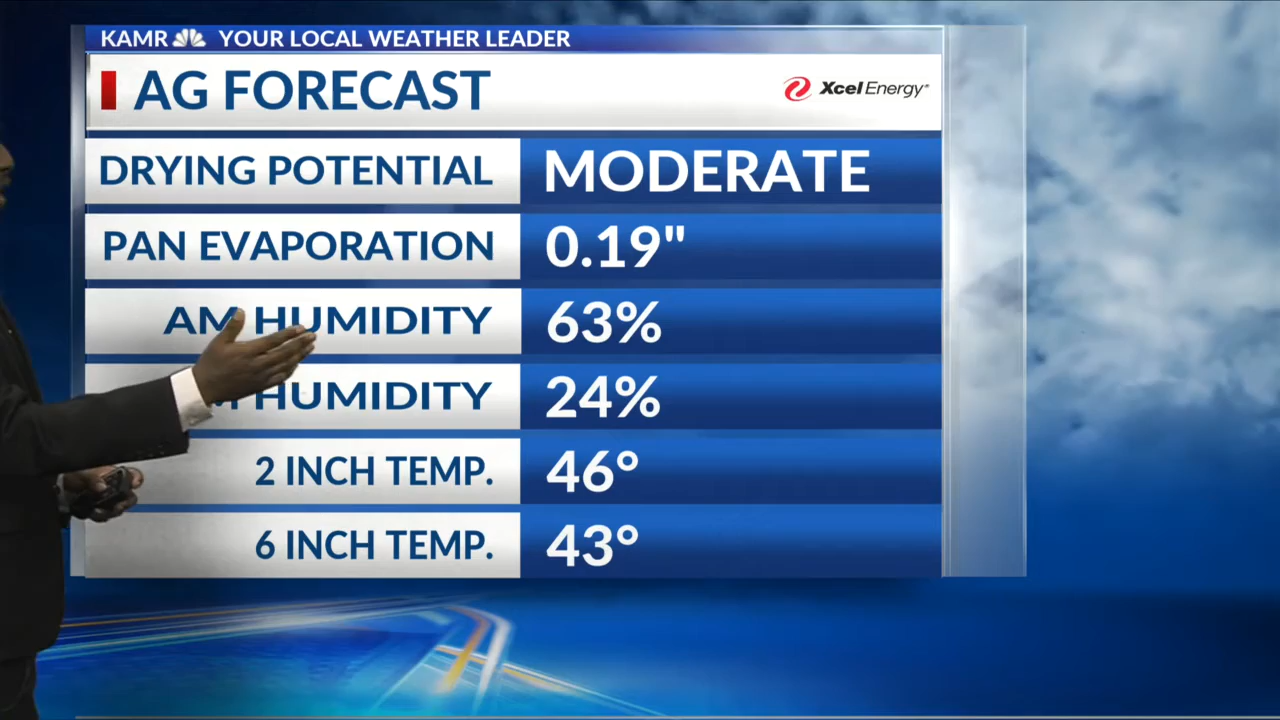 KAMR YOUR LOCAL WEATHER LEADER
AG FORECAST
Xcel Energy®
DRYING POTENTIAL MODERATE
PAN EVAPORATION 0.19"
AM HUMIDITY 63%
HUMIDITY 24%
2 INCH TEMP. 46°
6 INCH TEMP. 43°